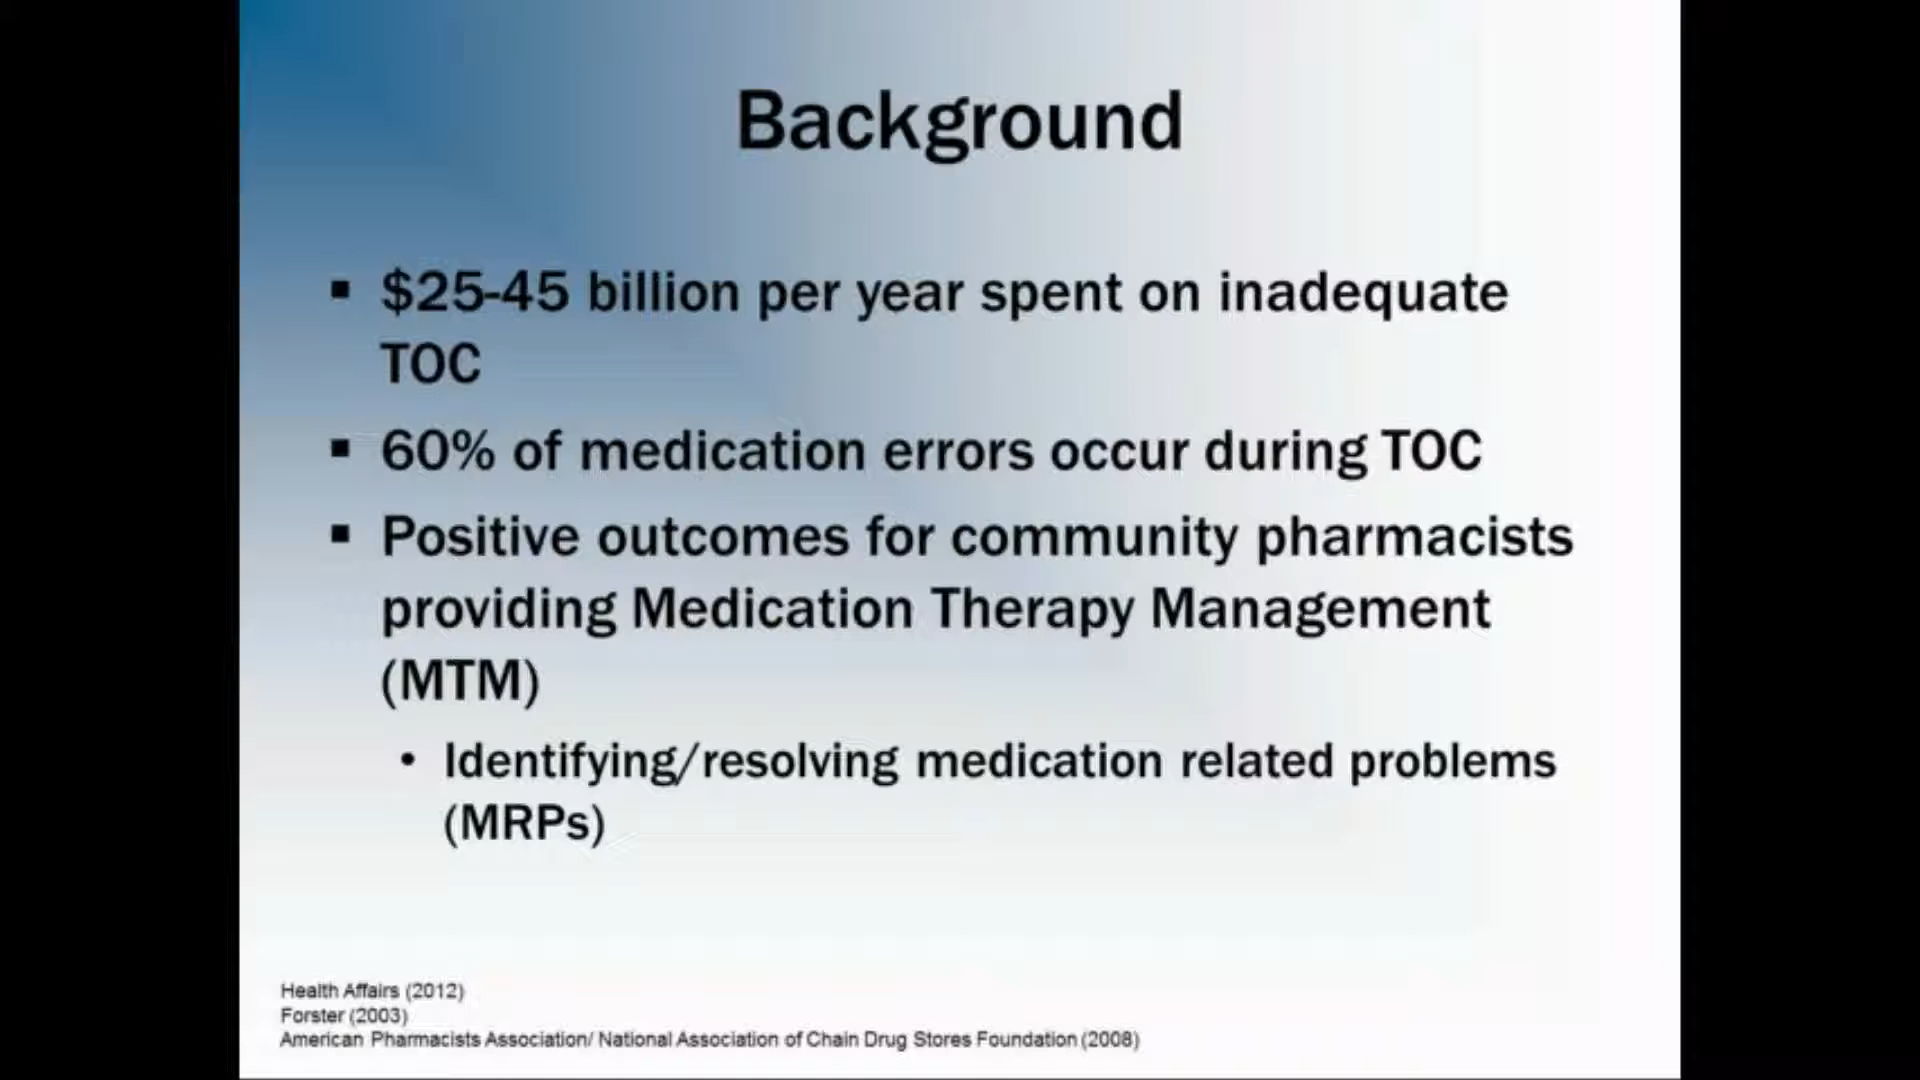 Background
▪ $25-45 billion per year spent on inadequate
TOC
▪ 60% of medication errors occur during TOC
▪ Positive outcomes for community pharmacists
providing Medication Therapy Management
(MTM)
• Identifying/resolving medication related problems
(MRPs)
Health Affairs (2012)
Forster (2003)
American Pharmacists Association/ National Association of Chain Drug Stores Foundation (2008)